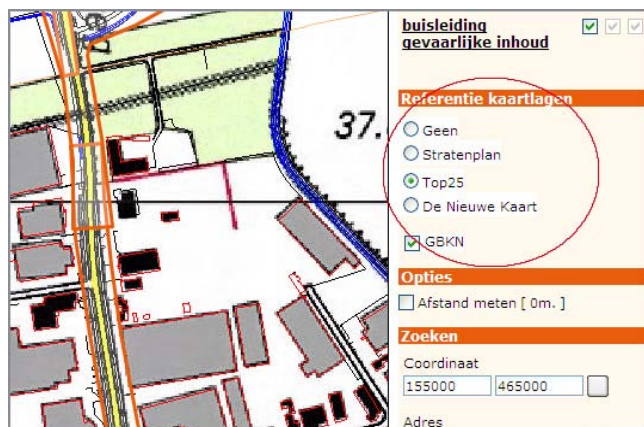 buisleiding
gevaarlijke inhoud
37.
Referentie kaartlagen
Geen
Stratenplan
Top25
De Nieuwe Kaart
GBKN
Opties
Afstand meten [ 0m. ]
Zoeken
Coordinaat
155000 465000
Adres